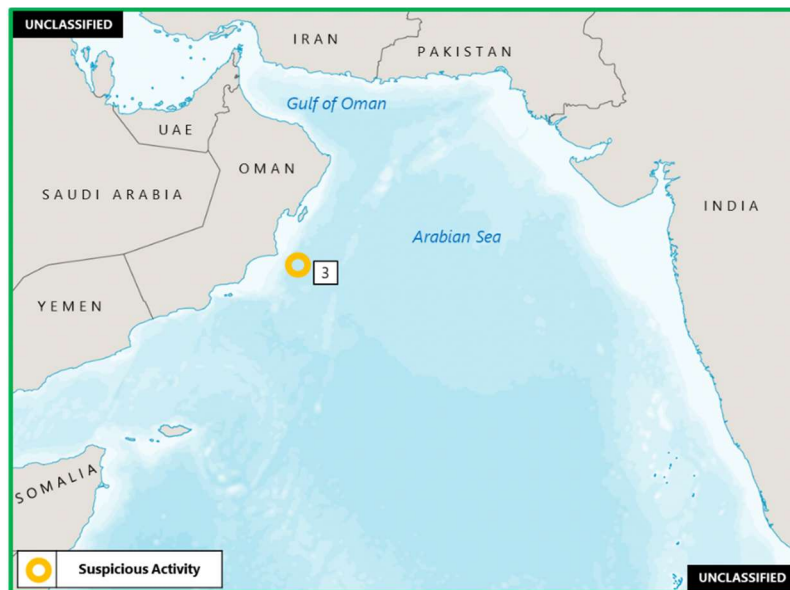 UNCLASSIFIED
IRAN
PAKISTAN
Gulf of Oman
UAE
OMAN
SAUDI ARABIA
INDIA
Arabian Sea
3
YEMEN
SOMALIA
Suspicious Activity
UNCLASSIFIED